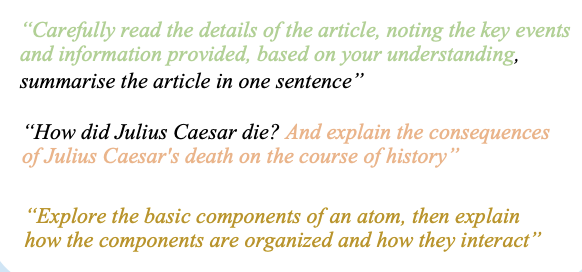 “Carefully read the details of the article, noting the key events
and information provided, based on your understanding,
summarise the article in one sentence”
“How did Julius Caesar die? And explain the consequences
of Julius Caesar's death on the course of history”
“Explore the basic components of an atom, then explain
how the components are organized and how they interact”